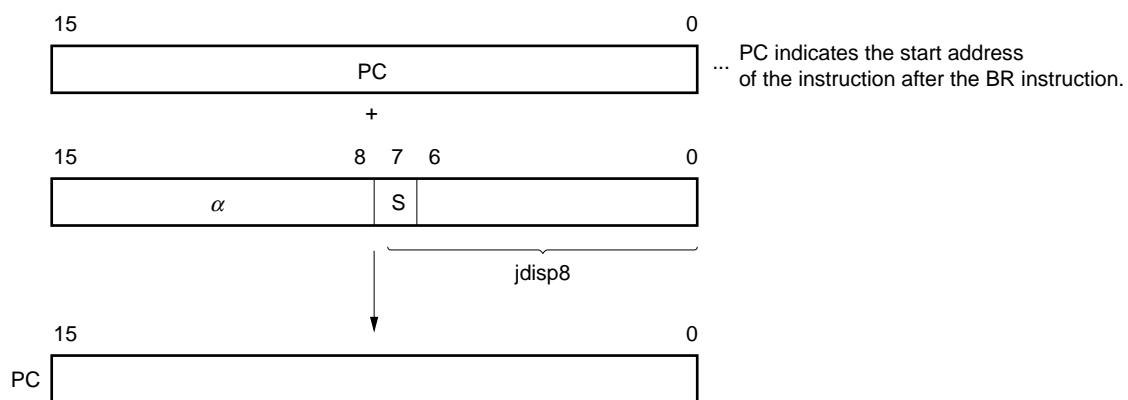 15 0
PC
... PC indicates the start address
of the instruction after the BR instruction.
+
15 8 7 6 0
α S
jdisp8
15 0
PC